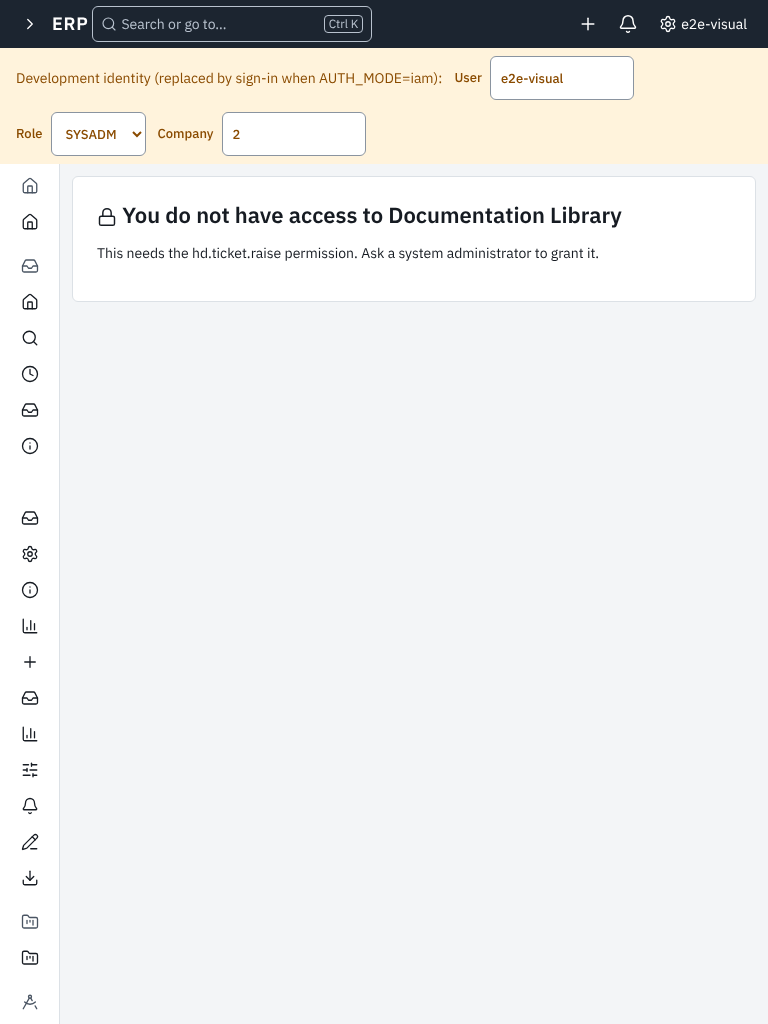 ERP Search or go to... Ctrl K e2e-visual
Development identity (replaced by sign-in when AUTH_MODE=iam): User e2e-visual
Role SYSADM Company 2
You do not have access to Documentation Library
This needs the hd.ticket.raise permission. Ask a system administrator to grant it.